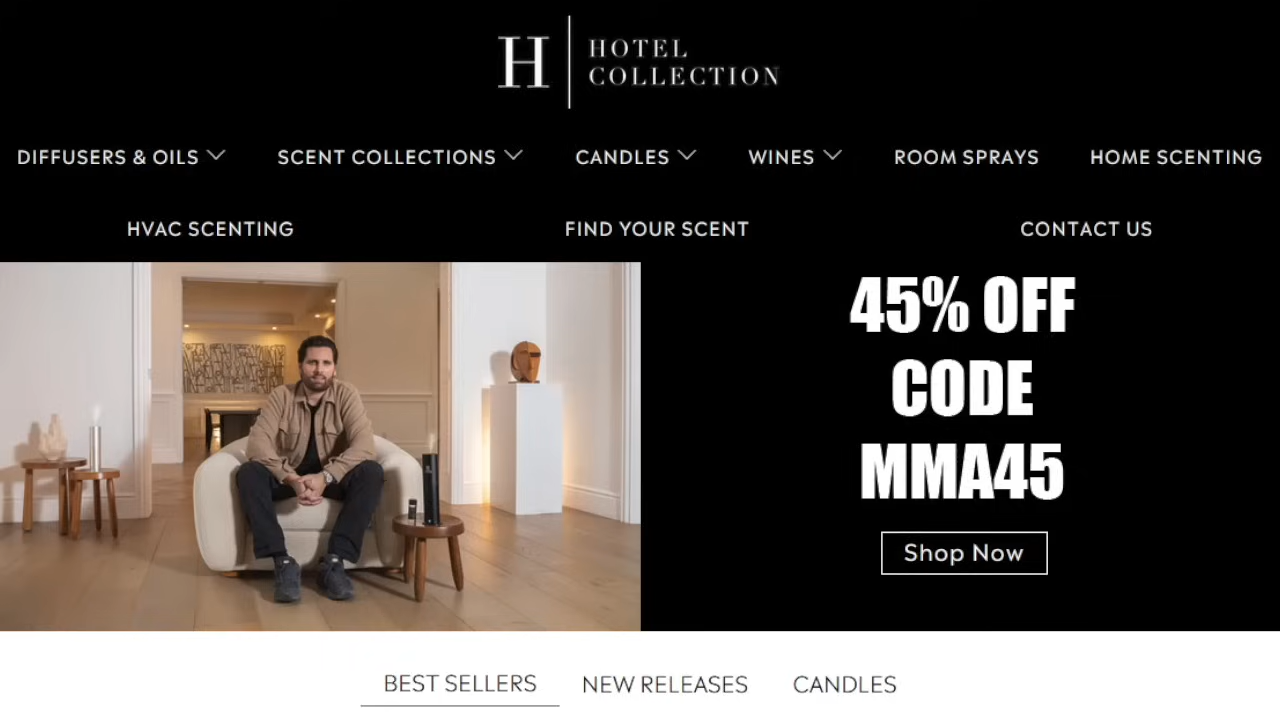 H
HOTEL
COLLECTION
DIFFUSERS & OILS
SCENT COLLECTIONS
CANDLES
WINES
ROOM SPRAYS
HOME SCENTING
HVAC SCENTING
FIND YOUR SCENT
CONTACT US
45% OFF
CODE
MMA45
Shop Now
BEST SELLERS
NEW RELEASES
CANDLES